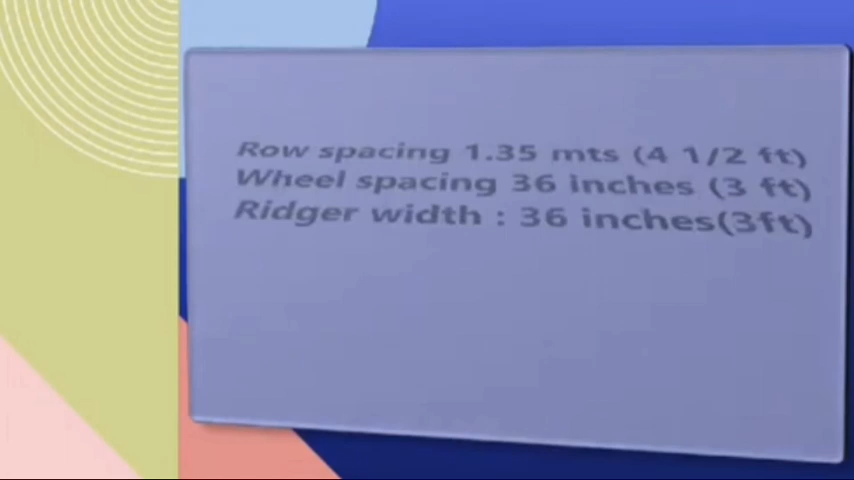 Row spacing 1.35 mts (4 1/2 ft)
Wheel spacing 36 inches (3 ft)
Ridger width : 36 inches(3ft)